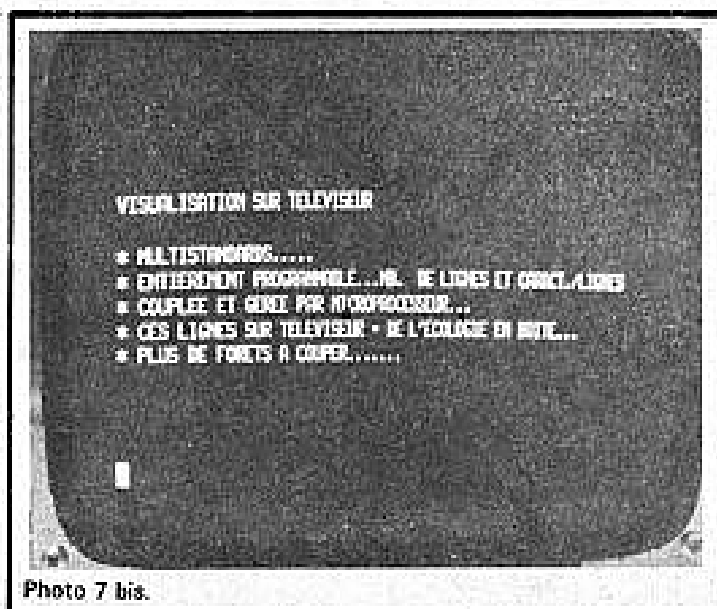 VISUALISATION SUR TELEVISEUR
* MULTISTANDARDS.....
* ENTIEREMENT PROGRAMMABLE...NB. DE LIGNES ET CARACT./LIGNES
* COUPLEE ET GEREE PAR MICROPROCESSEUR...
* CES LIGNES SUR TELEVISEUR = DE L'ECOLOGIE EN BOITE...
* PLUS DE FORETS A COUPER.......
Photo 7 bis.